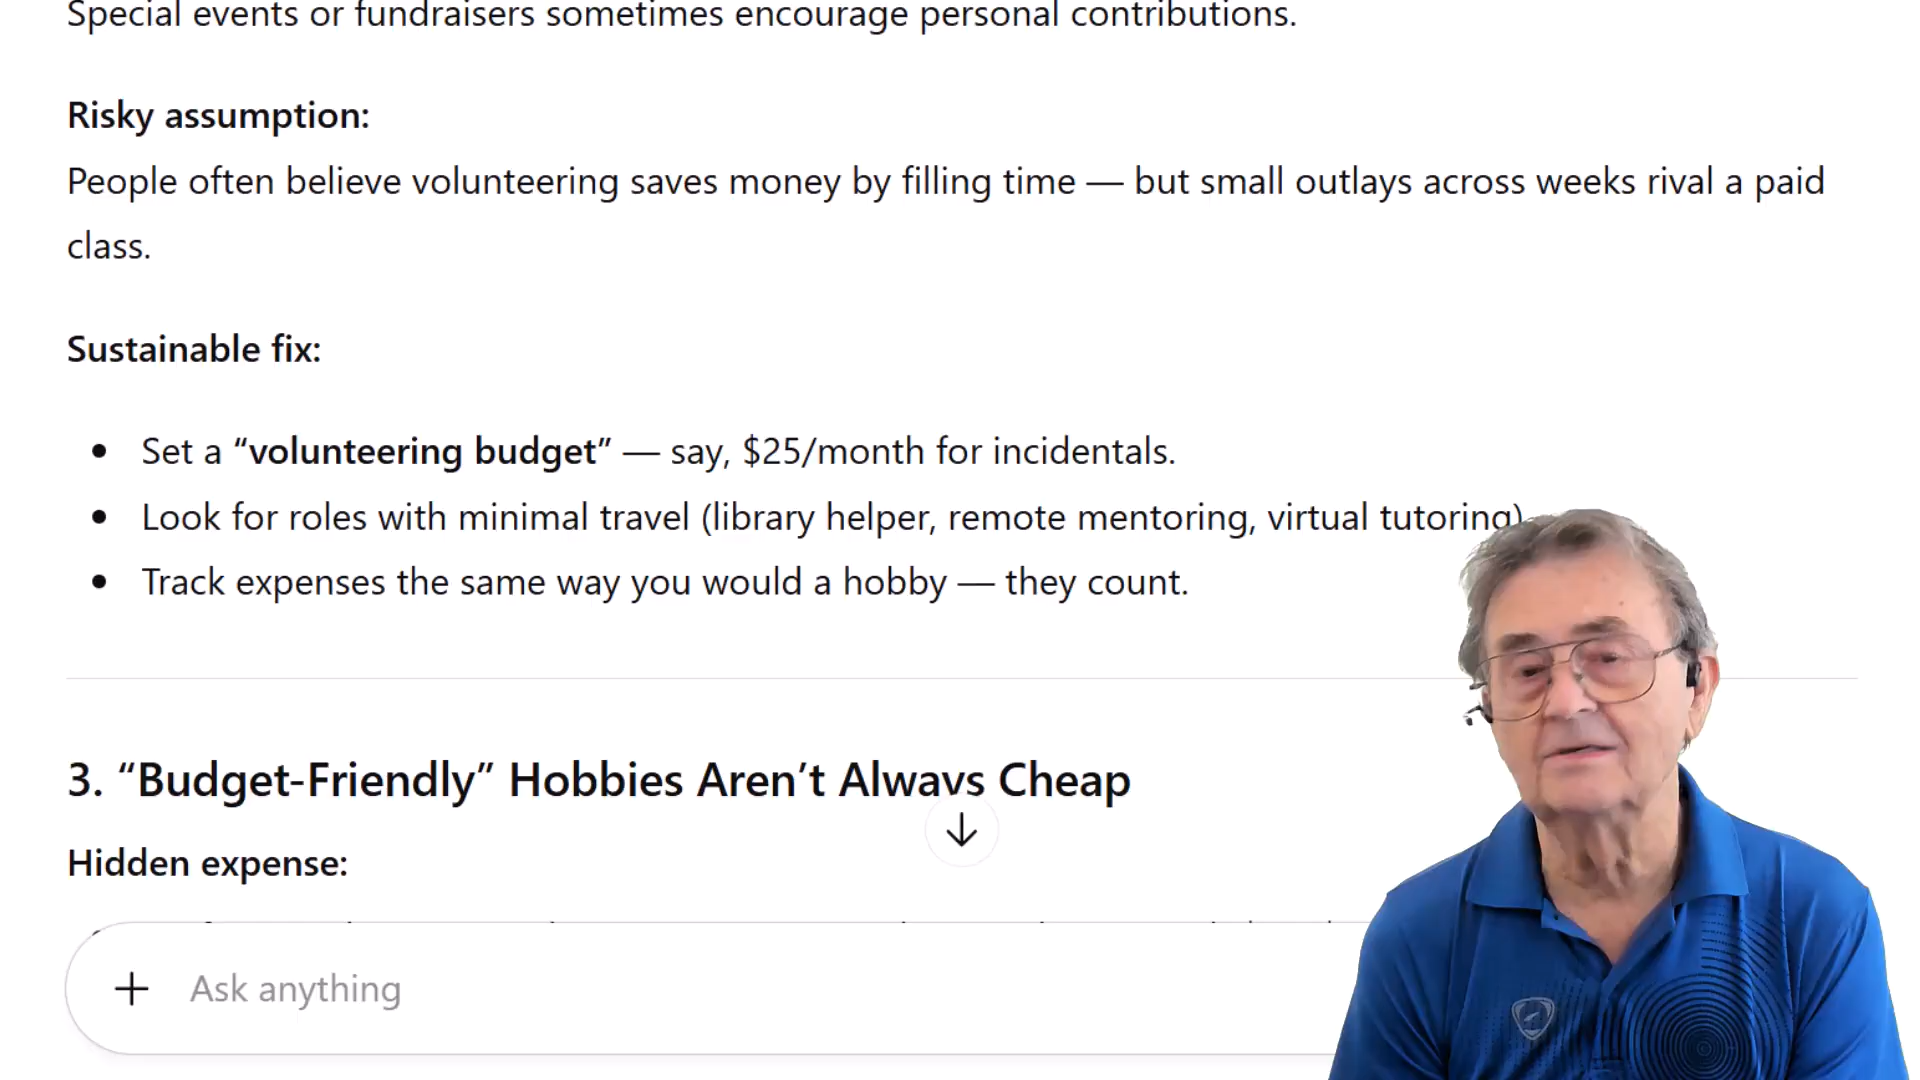 Special events or fundraisers sometimes encourage personal contributions.
Risky assumption:
People often believe volunteering saves money by filling time — but small outlays across weeks rival a paid
class.
Sustainable fix:
Set a “volunteering budget” — say, $25/month for incidentals.
Look for roles with minimal travel (library helper, remote mentoring, virtual tutoring)
Track expenses the same way you would a hobby — they count.
3. “Budget-Friendly” Hobbies Aren’t Always Cheap
Hidden expense:
Ask anything